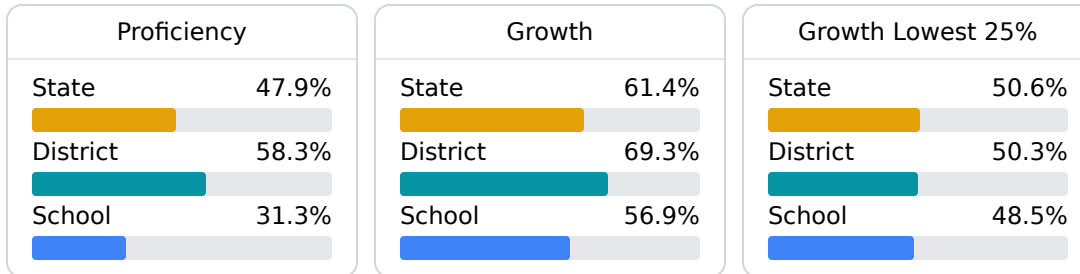 Proficiency
State 47.9%
District 58.3%
School 31.3%
Growth
State 61.4%
District 69.3%
School 56.9%
Growth Lowest 25%
State 50.6%
District 50.3%
School 48.5%